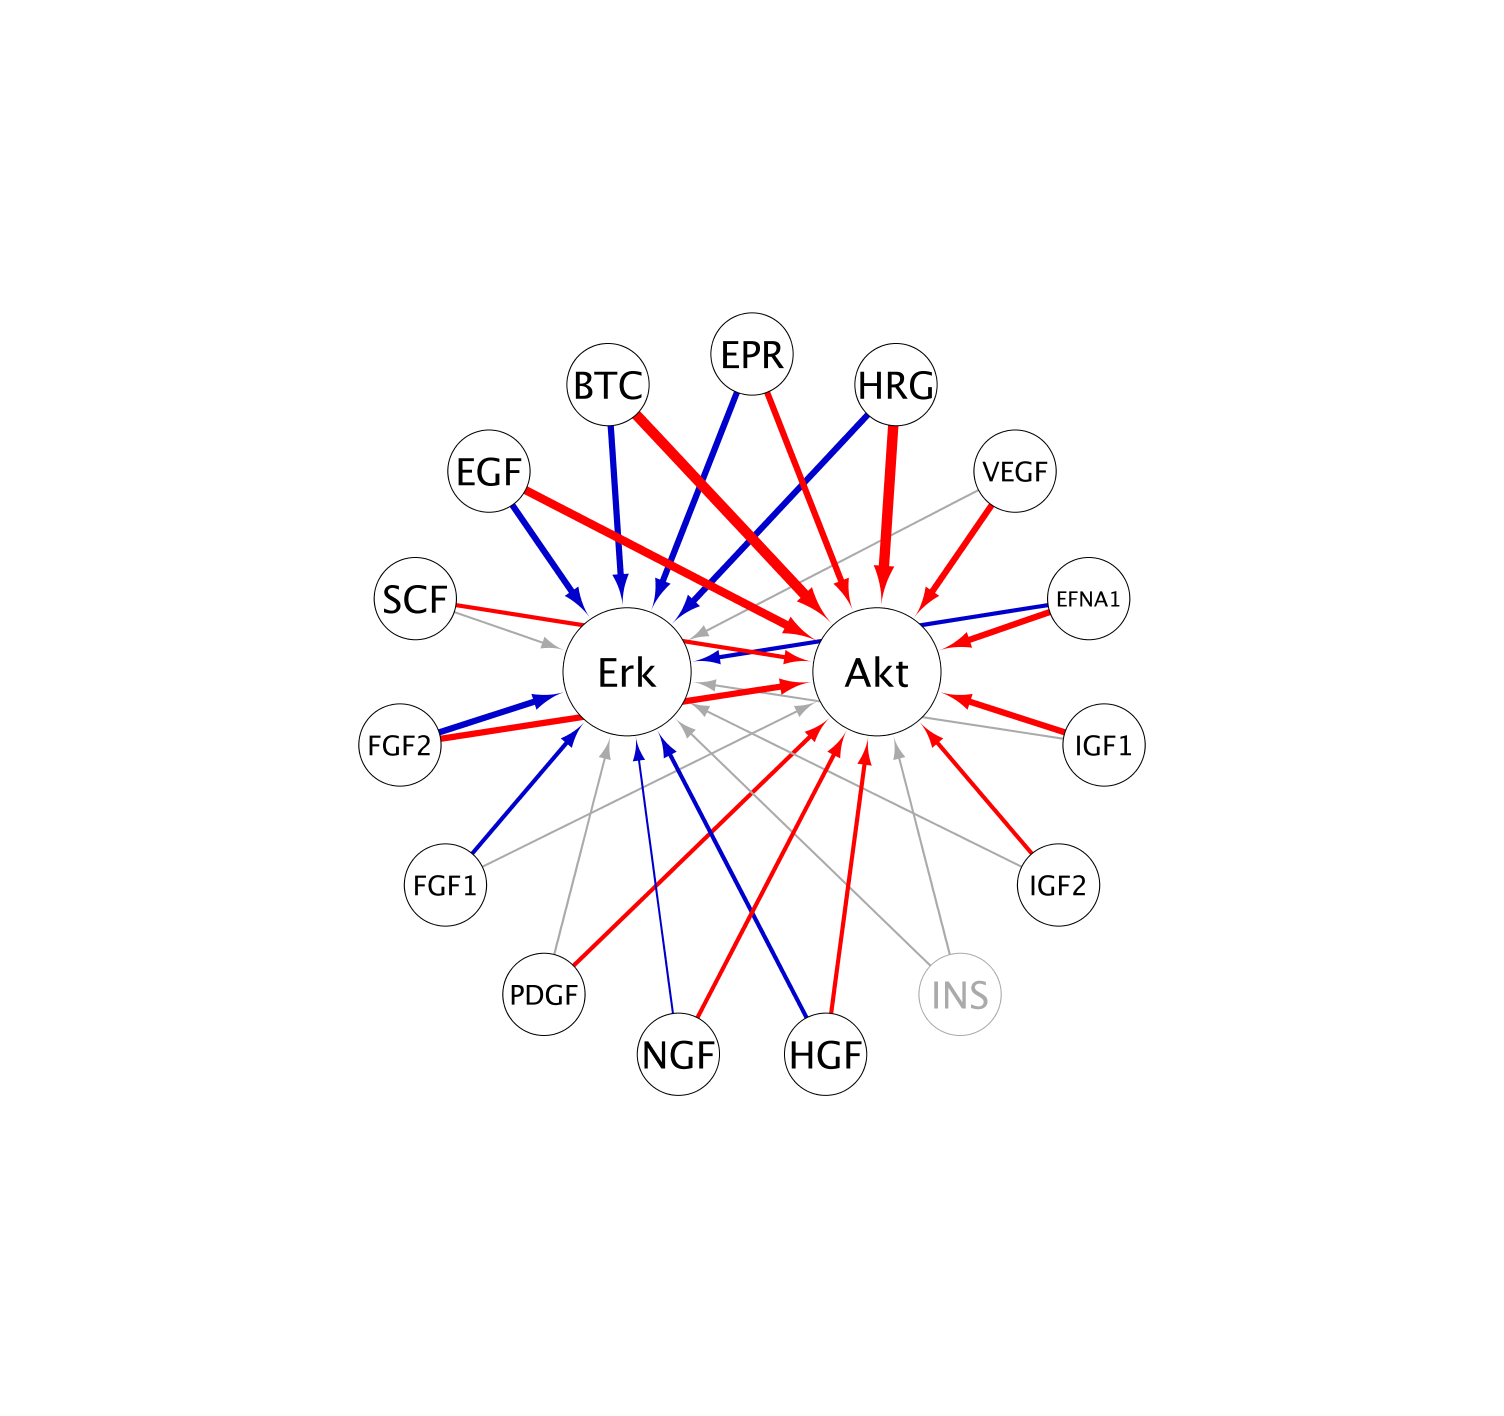 EPR
BTC
HRG
EGF
VEGF
SCF
EFNA1
Erk
Akt
FGF2
IGF1
FGF1
IGF2
PDGF
INS
NGF
HGF